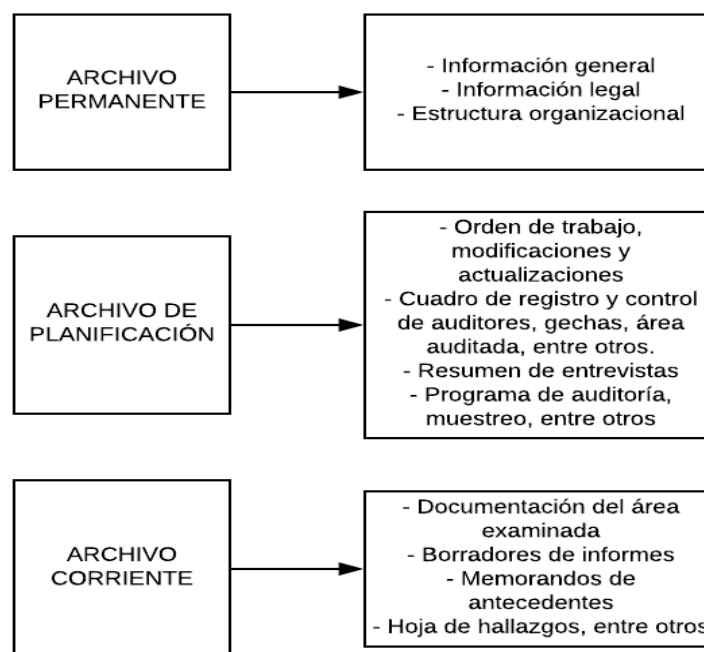 ARCHIVO
PERMANENTE
- Información general
- Información legal
- Estructura organizacional
ARCHIVO DE
PLANIFICACIÓN
- Orden de trabajo,
modificaciones y
actualizaciones
- Cuadro de registro y control
de auditores, gechas, área
auditada, entre otros.
- Resumen de entrevistas
- Programa de auditoría,
muestreo, entre otros
ARCHIVO
CORRIENTE
- Documentación del área
examinada
- Borradores de informes
- Memorandos de
antecedentes
- Hoja de hallazgos, entre otros